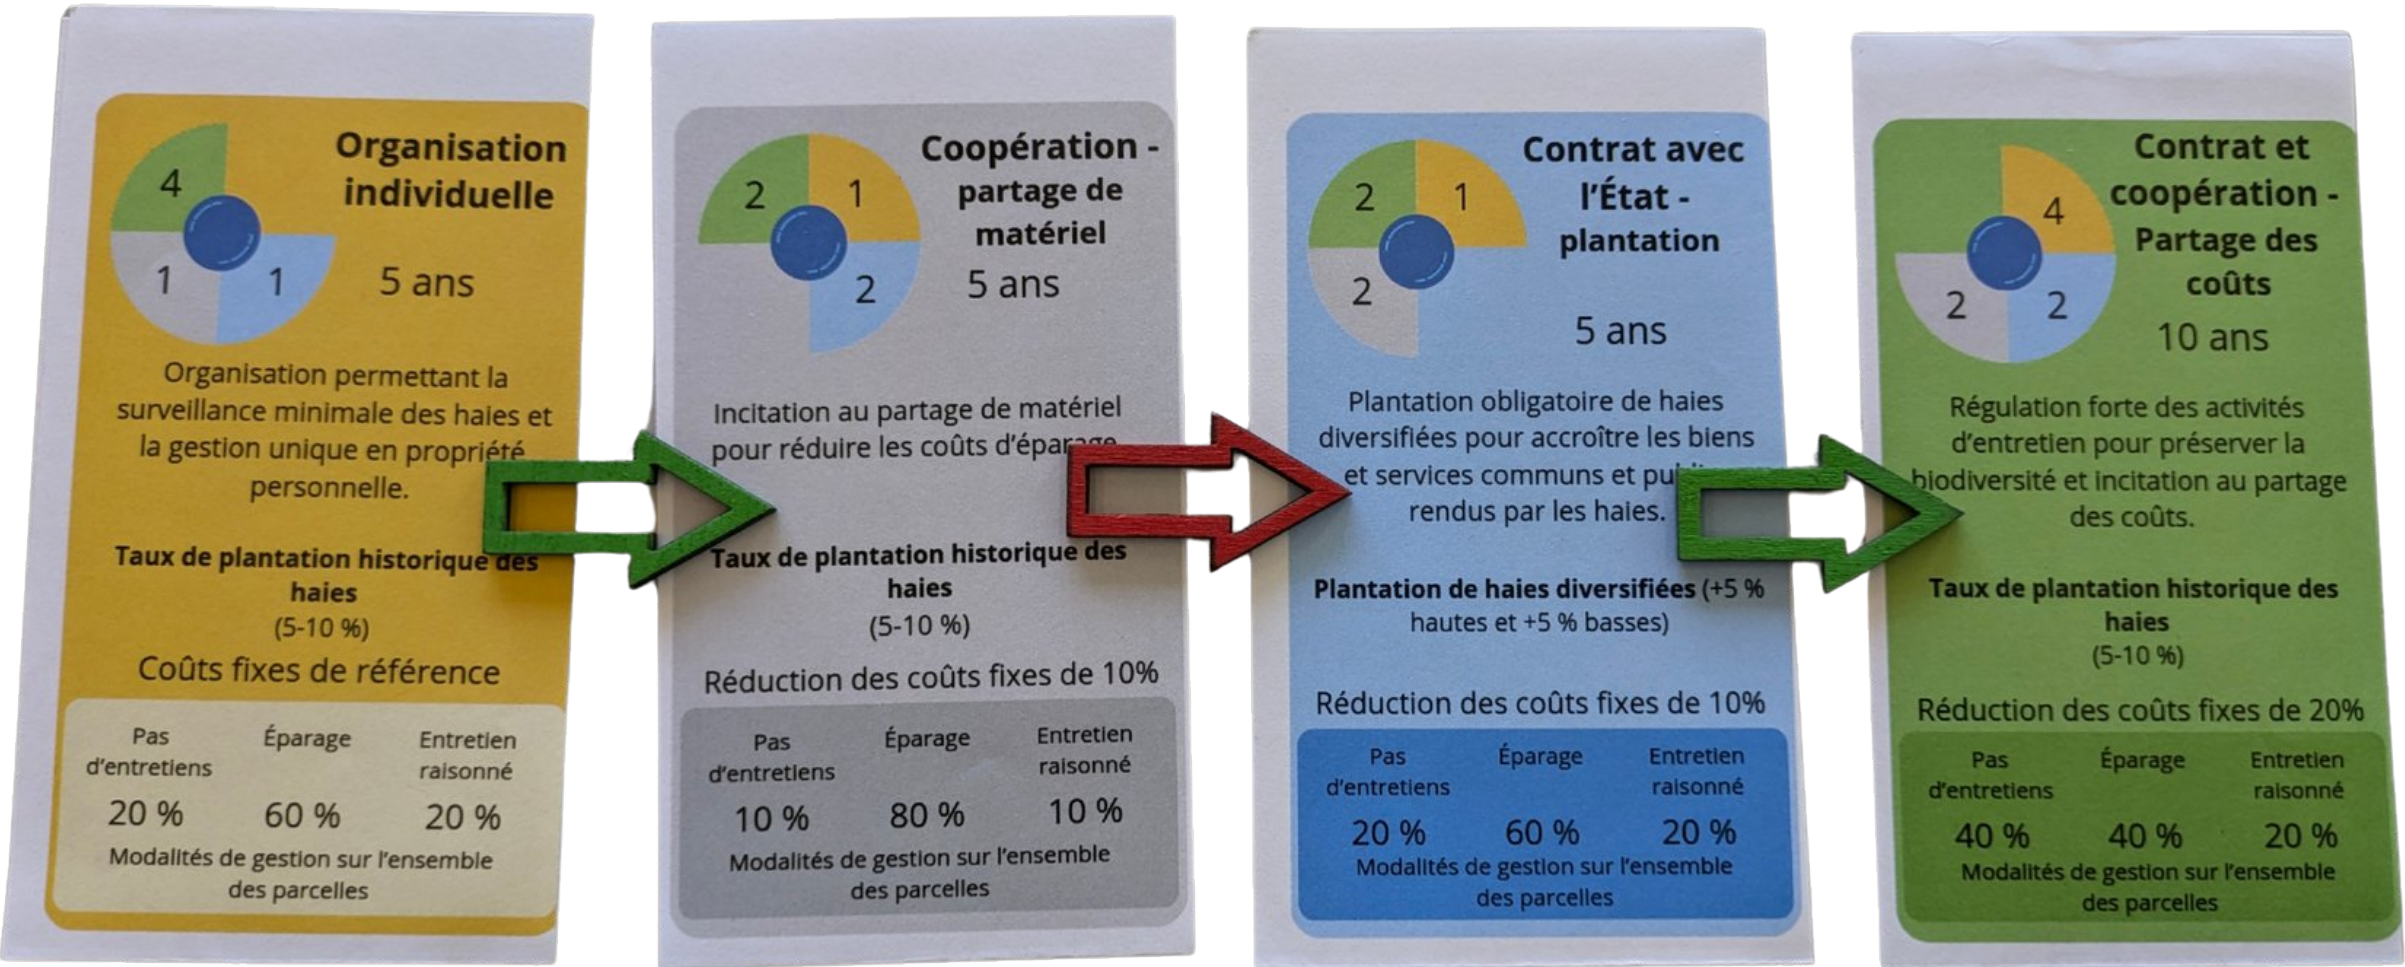 4
1
1
Organisation
individuelle
5 ans
Organisation permettant la
surveillance minimale des haies et
la gestion unique en propriété
personnelle.
Taux de plantation historique des
haies
(5-10 %)
Coûts fixes de référence
Pas
d'entretiens
Éparage
Entretien
raisonné
20 %
60 %
20 %
Modalités de gestion sur l'ensemble
des parcelles
2
1
2
Coopération -
partage de
matériel
5 ans
Incitation au partage de matériel
pour réduire les coûts d'éparage
Taux de plantation historique des
haies
(5-10 %)
Réduction des coûts fixes de 10%
Pas
d'entretiens
Éparage
Entretien
raisonné
10 %
80 %
10 %
Modalités de gestion sur l'ensemble
des parcelles
2
1
2
Contrat avec
l'État -
plantation
5 ans
Plantation obligatoire de haies
diversifiées pour accroître les biens
et services communs et
rendus par les haies.
Plantation de haies diversifiées (+5 %
hautes et +5 % basses)
Réduction des coûts fixes de 10%
Pas
d'entretiens
Éparage
Entretien
raisonné
20 %
60 %
20 %
Modalités de gestion sur l'ensemble
des parcelles
4
2
2
Contrat et
coopération -
Partage des
coûts
10 ans
Régulation forte des activités
d'entretien pour préserver la
biodiversité et incitation au partage
des coûts.
Taux de plantation historique des
haies
(5-10 %)
Réduction des coûts fixes de 20%
Pas
d'entretiens
Éparage
Entretien
raisonné
40 %
40 %
20 %
Modalités de gestion sur l'ensemble
des parcelles